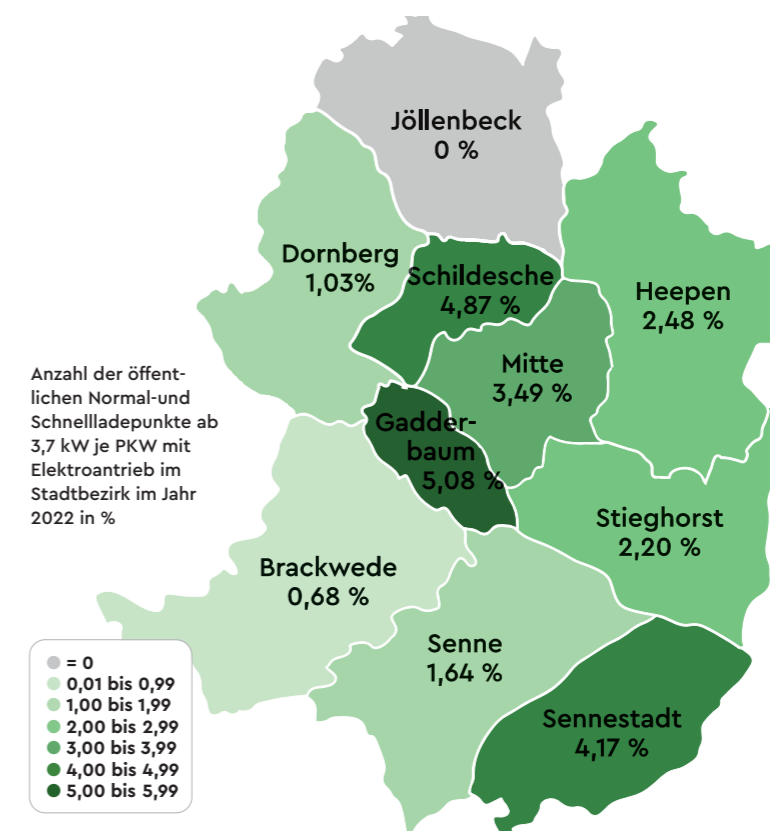 Jöllenbeck
0 %
Dornberg
1,03%
Schildesche
4,87 %
Heepen
2,48 %
Mitte
3,49 %
Anzahl der öffent-
lichen Normal-und
Schnellladepunkte ab
3,7 kW je PKW mit
Elektroantrieb im
Stadtbezirk im Jahr
2022 in %
Gadder-
baum
5,08 %
Stieghorst
2,20 %
Brackwede
0,68 %
Senne
1,64 %
Sennestadt
4,17 %
= 0
0,01 bis 0,99
1,00 bis 1,99
2,00 bis 2,99
3,00 bis 3,99
4,00 bis 4,99
5,00 bis 5,99